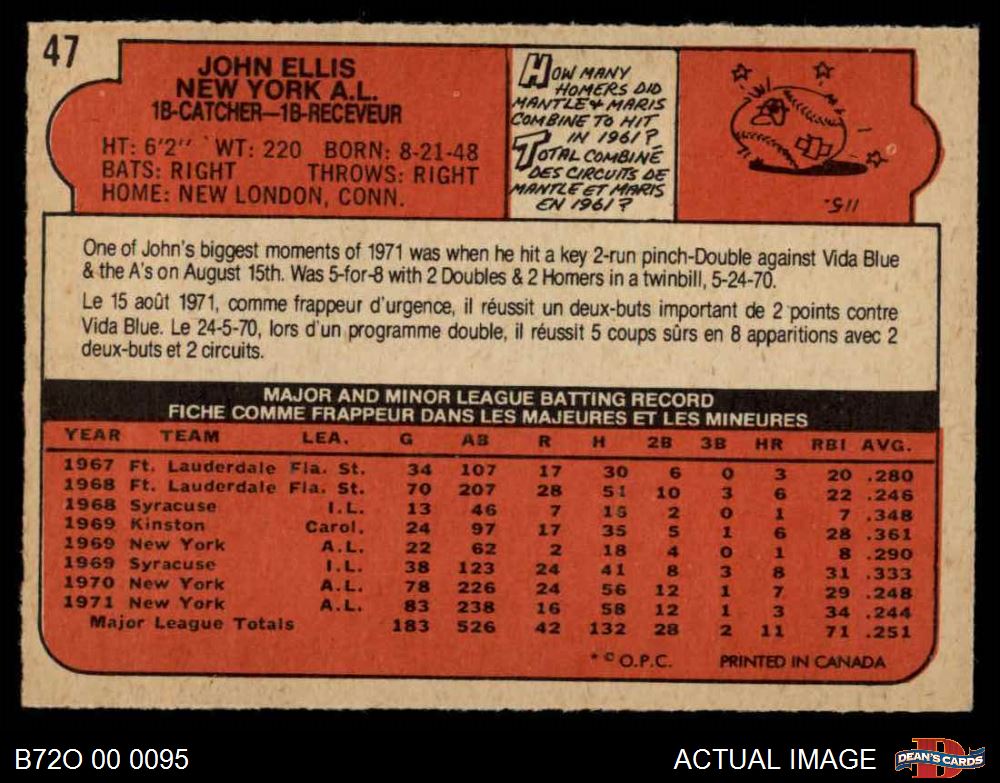 47
JOHN ELLIS
NEW YORK A.L.
1B-CATCHER—1B-RECEVEUR
HT: 6'2" WT: 220 BORN: 8-21-48
BATS: RIGHT THROWS: RIGHT
HOME: NEW LONDON, CONN.
HOW MANY
HOMERS DID
MANTLE & MARIS
COMBINE TO HIT
IN 1961?
TOTAL COMBINÉ
DES CIRCUITS DE
MANTLE ET MARIS
EN 1961?
115.
One of John's biggest moments of 1971 was when he hit a key 2-run pinch-Double against Vida Blue
& the A's on August 15th. Was 5-for-8 with 2 Doubles & 2 Homers in a twinbill, 5-24-70.
Le 15 août 1971, comme frappeur d'urgence, il réussit un deux-buts important de 2 points contre
Vida Blue. Le 24-5-70, lors d'un programme double, il réussit 5 coups sûrs en 8 apparitions avec 2
deux-buts et 2 circuits.
MAJOR AND MINOR LEAGUE BATTING RECORD
FICHE COMME FRAPPEUR DANS LES MAJEURES ET LES MINEURES
YEAR TEAM LEA. G AB R H 2B 3B HR RBI AVG.
1967 Ft. Lauderdale Fla. St. 34 107 17 30 6 0 3 20 .280
1968 Ft. Lauderdale Fla. St. 70 207 28 51 10 3 6 22 .246
1968 Syracuse I.L. 13 46 7 16 2 0 1 7 .348
1969 Kinston Carol. 24 97 17 35 5 1 6 28 .361
1969 New York A.L. 22 62 2 18 4 0 1 8 .290
1969 Syracuse I.L. 38 123 24 41 8 3 8 31 .333
1970 New York A.L. 78 226 24 56 12 1 7 29 .248
1971 New York A.L. 83 238 16 58 12 1 3 34 .244
Major League Totals 183 526 42 132 28 2 11 71 .251
* © O.P.C. PRINTED IN CANADA
B72O 00 0095
ACTUAL IMAGE
D
DEAN'S CARDS